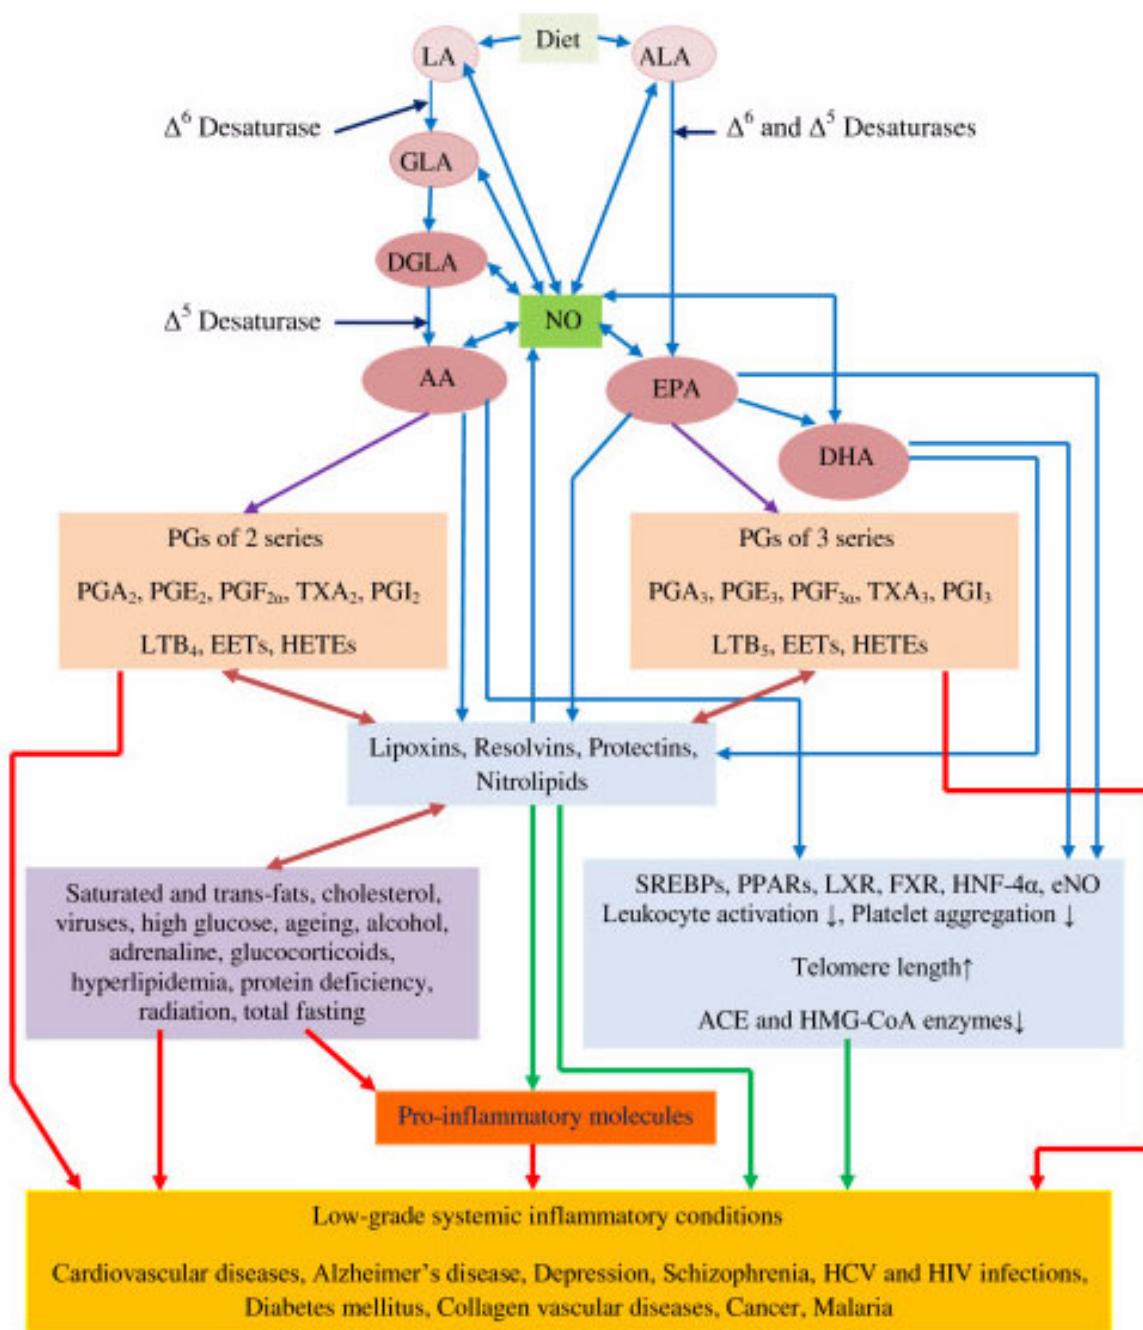 Diet
LA
ALA
Δ⁶ Desaturase
Δ⁶ and Δ⁵ Desaturases
GLA
DGLA
Δ⁵ Desaturase
NO
AA
EPA
DHA
PGs of 2 series
PGA₂, PGE₂, PGF₂α, TXA₂, PGI₂
LTB₄, EETs, HETEs
PGs of 3 series
PGA₃, PGE₃, PGF₃α, TXA₃, PGI₃
LTB₅, EETs, HETEs
Lipoxins, Resolvins, Protectins,
Nitrolipids
Saturated and trans-fats, cholesterol,
viruses, high glucose, ageing, alcohol,
adrenaline, glucocorticoids,
hyperlipidemia, protein deficiency,
radiation, total fasting
SREBPs, PPARs, LXR, FXR, HNF-4α, eNO
Leukocyte activation ↓, Platelet aggregation ↓
Telomere length↑
ACE and HMG-CoA enzymes↓
Pro-inflammatory molecules
Low-grade systemic inflammatory conditions
Cardiovascular diseases, Alzheimer's disease, Depression, Schizophrenia, HCV and HIV infections,
Diabetes mellitus, Collagen vascular diseases, Cancer, Malaria